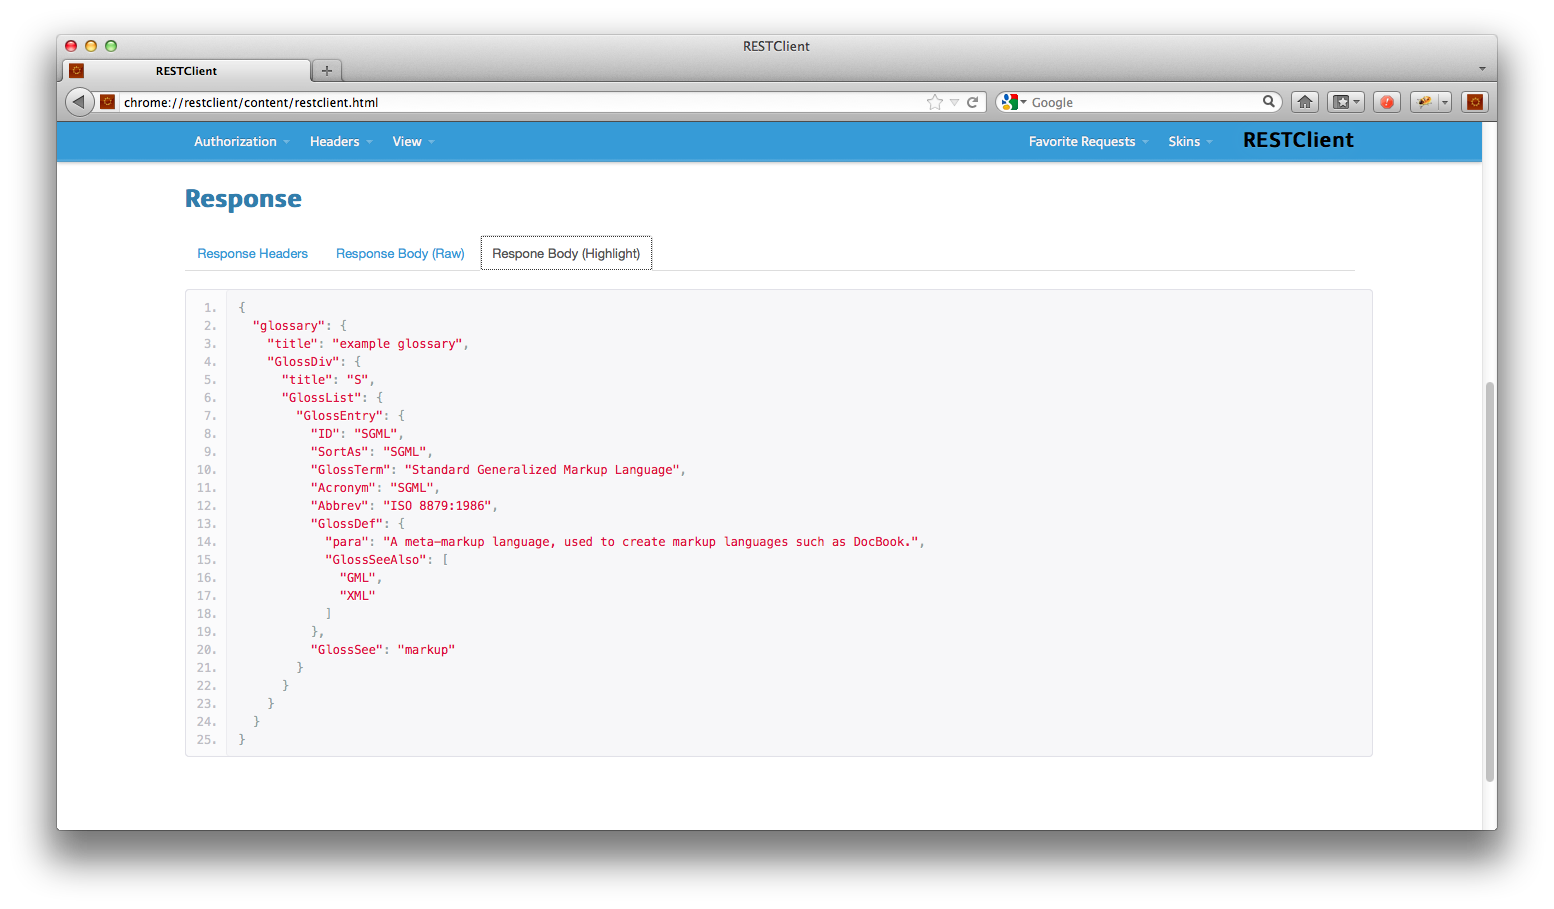 RESTClient
RESTClient
chrome://restclient/content/restclient.html
Google
Authorization Headers View Favorite Requests Skins RESTClient
Response
Response Headers Response Body (Raw) Respone Body (Highlight)
1. {
2. "glossary": {
3. "title": "example glossary",
4. "GlossDiv": {
5. "title": "S",
6. "GlossList": {
7. "GlossEntry": {
8. "ID": "SGML",
9. "SortAs": "SGML",
10. "GlossTerm": "Standard Generalized Markup Language",
11. "Acronym": "SGML",
12. "Abbrev": "ISO 8879:1986",
13. "GlossDef": {
14. "para": "A meta-markup language, used to create markup languages such as DocBook.",
15. "GlossSeeAlso": [
16. "GML",
17. "XML"
18. ]
19. },
20. "GlossSee": "markup"
21. }
22. }
23. }
24. }
25. }